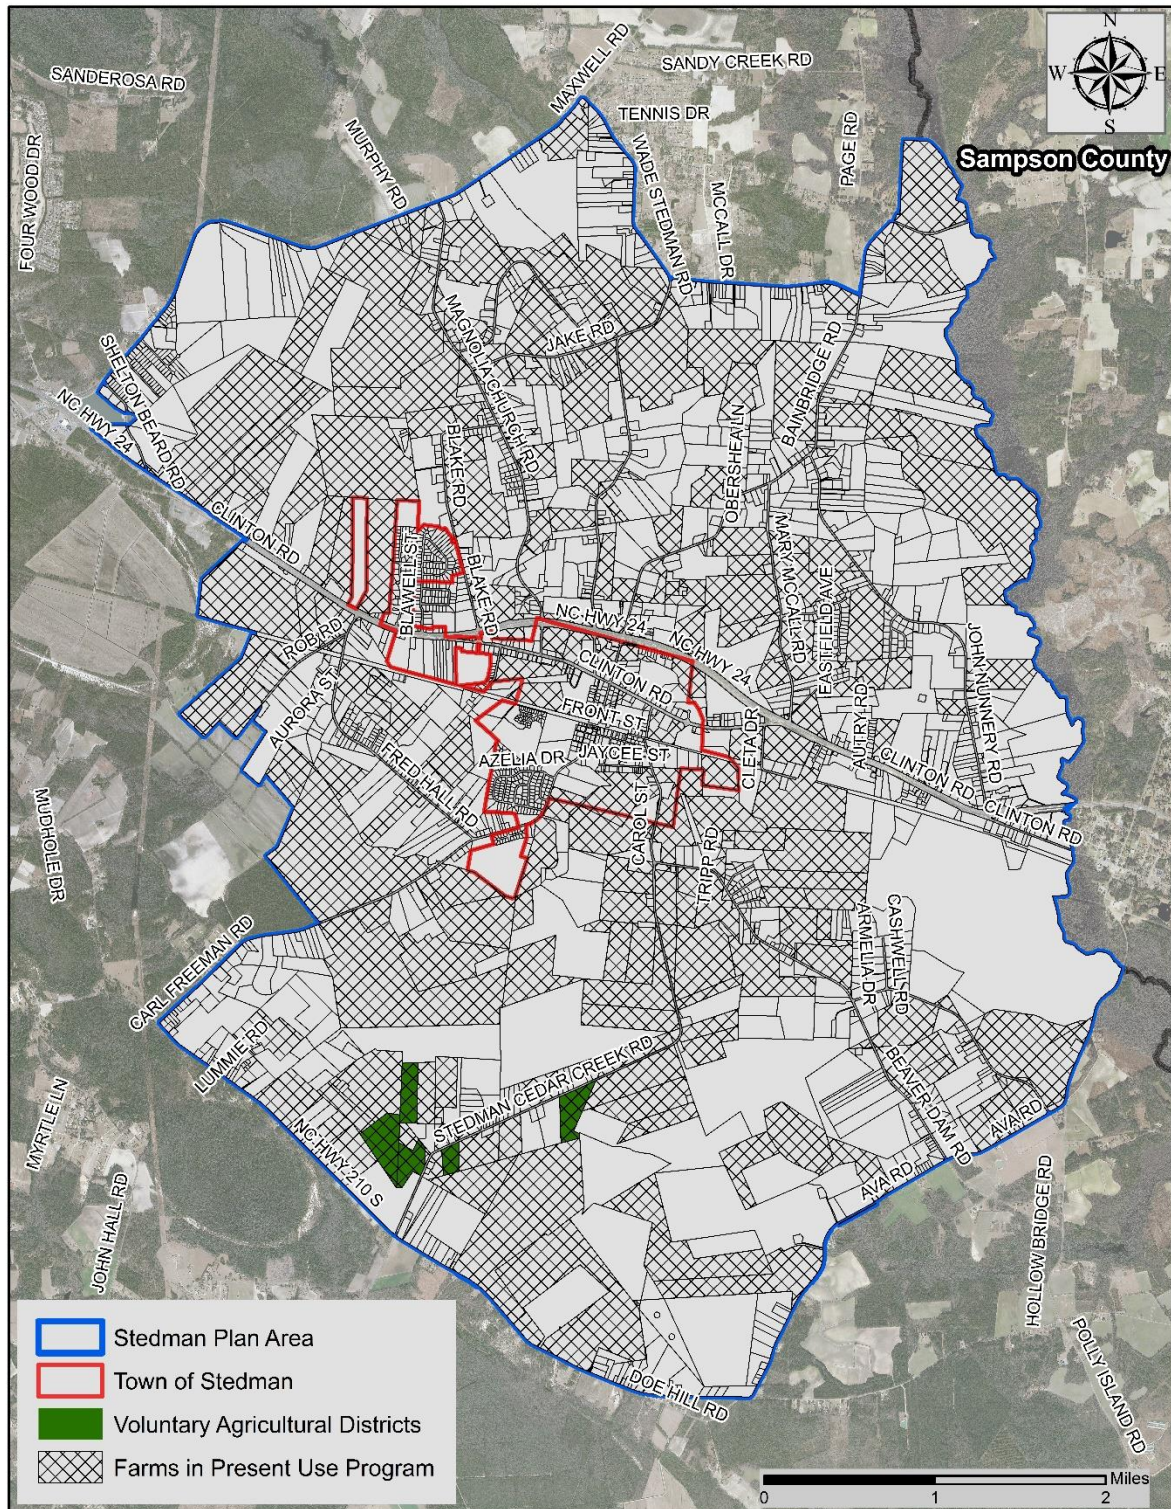 N
W
E
S
Sampson County
MAXWELL RD
SANDY CREEK RD
SANDEROSA RD
TENNIS DR
PAGE RD
MURPHY RD
FOUR WOOD DR
WADE STEDMAN RD
MCCALL DR
MAGNOLIA CHURCH RD
JAKE RD
SHELTON BEARD RD
NC HWY 24
BAINBRIDGE RD
BLAKE RD
OBERSHEA LN
CLINTON RD
BLAWELL ST
BLAKE RD
MARY MCCALL RD
EASTFIELD AVE
NC HWY 24
NC HWY 24
ROB RD
CLINTON RD
JOHN NUNNERY RD
AURORA ST
FRONT ST
AUTRY RD
CLETA DR
JAYCEE ST
AZELIA DR
CLINTON RD
CLINTON RD
FRED HALL RD
CAROL ST
TRIPP RD
MUDHOLE DR
CARL FREEMAN RD
ARMELIA DR
CASHWELL RD
LUMMIE RD
STEDMAN CEDAR CREEK RD
BEAVER DAM RD
AVA RD
MYRTLE LN
NC HWY 210 S
AVA RD
JOHN HALL RD
HOLLOW BRIDGE RD
POLLY ISLAND RD
DOE HILL RD
Stedman Plan Area
Town of Stedman
Voluntary Agricultural Districts
Farms in Present Use Program
Miles
0 1 2